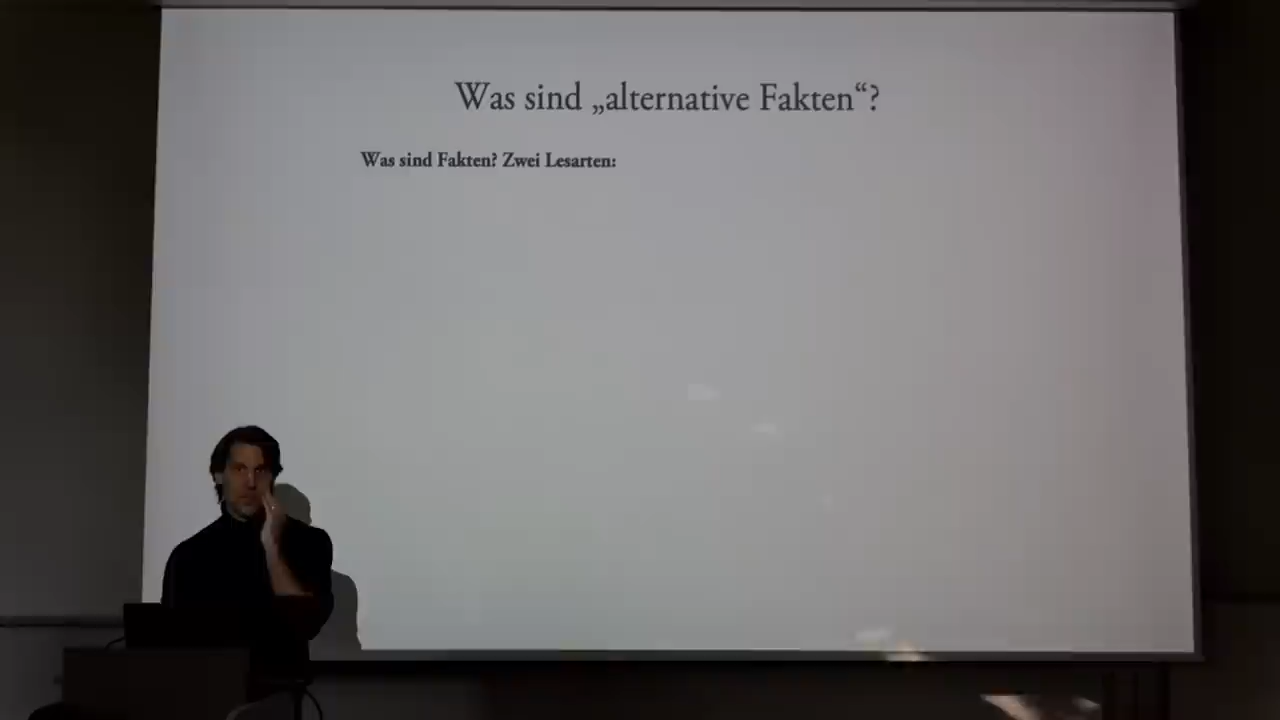 Was sind „alternative Fakten“?
Was sind Fakten? Zwei Lesarten: